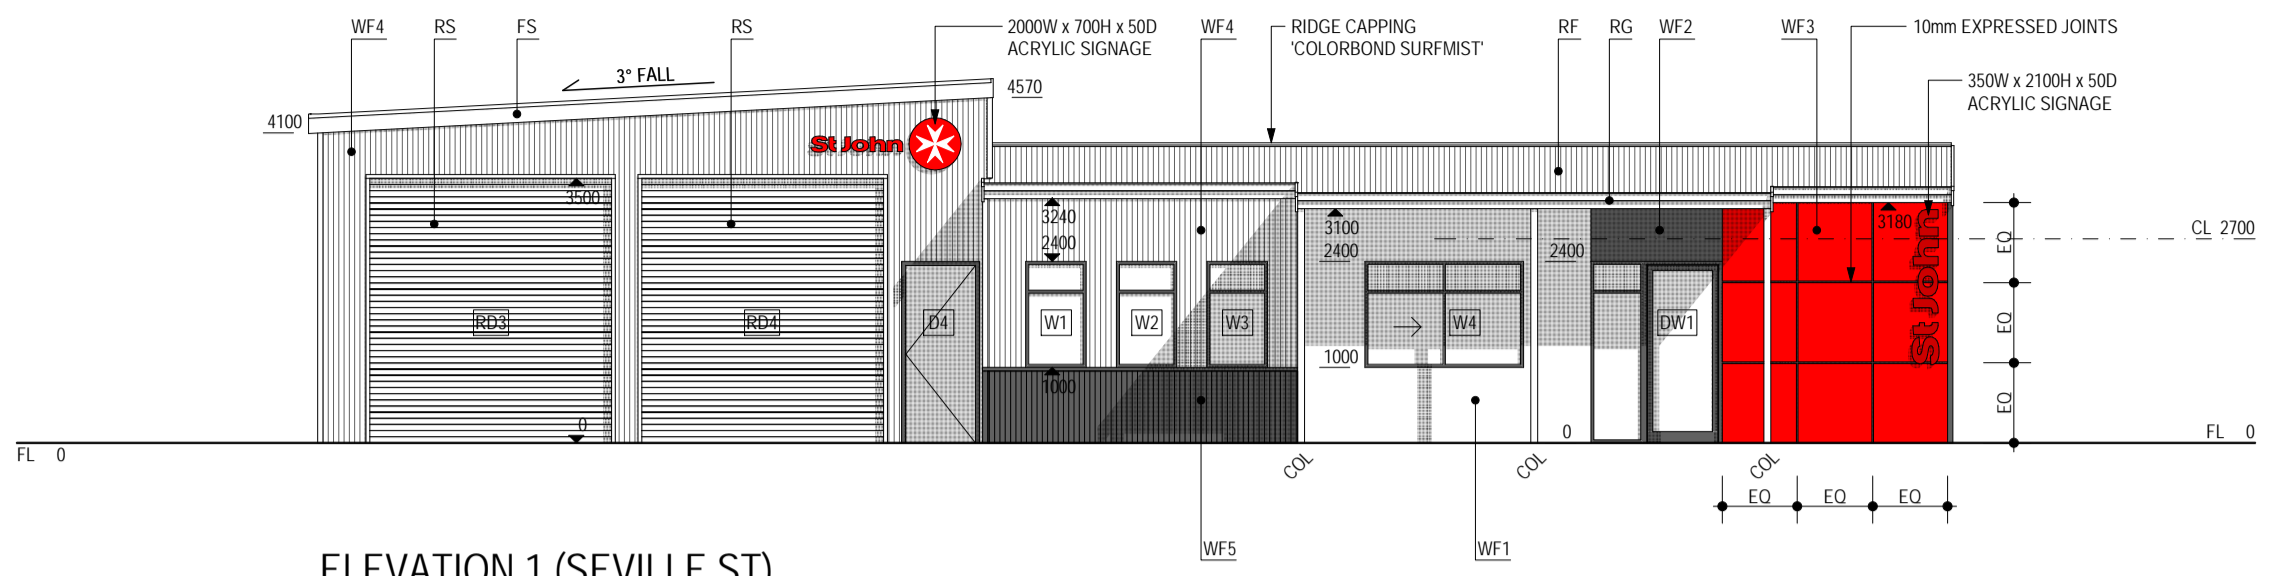 WF4
RS
FS
RS
2000W x 700H x 50D
ACRYLIC SIGNAGE
WF4
RIDGE CAPPING
'COLORBOND SURFMIST'
RF
RG
WF2
WF3
10mm EXPRESSED JOINTS
350W x 2100H x 50D
ACRYLIC SIGNAGE
3° FALL
4570
4100
St John
3500
3240
2400
3100
2400
2400
3180
St John
CL 2700
EQ
EQ
EQ
RD3
RD4
D4
W1
W2
W3
W4
DW1
1000
1000
0
0
FL 0
FL 0
COL
COL
COL
EQ
EQ
EQ
WF5
WF1
ELEVATION 1 (SEVILLE ST)